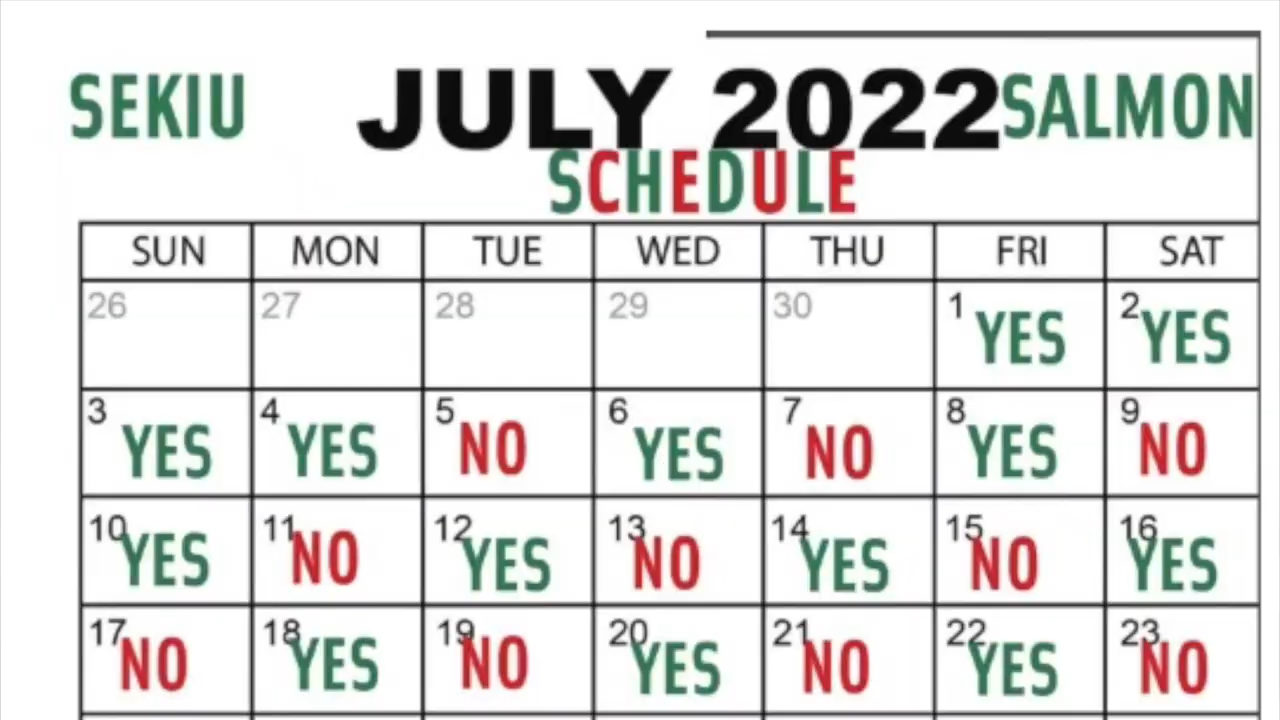 SEKIU JULY 2022 SALMON
SCHEDULE
SUN MON TUE WED THU FRI SAT
26 27 28 29 30 1 YES 2 YES
3 YES 4 YES 5 NO 6 YES 7 NO 8 YES 9 NO
10 YES 11 NO 12 YES 13 NO 14 YES 15 NO 16 YES
17 NO 18 YES 19 NO 20 YES 21 NO 22 YES 23 NO